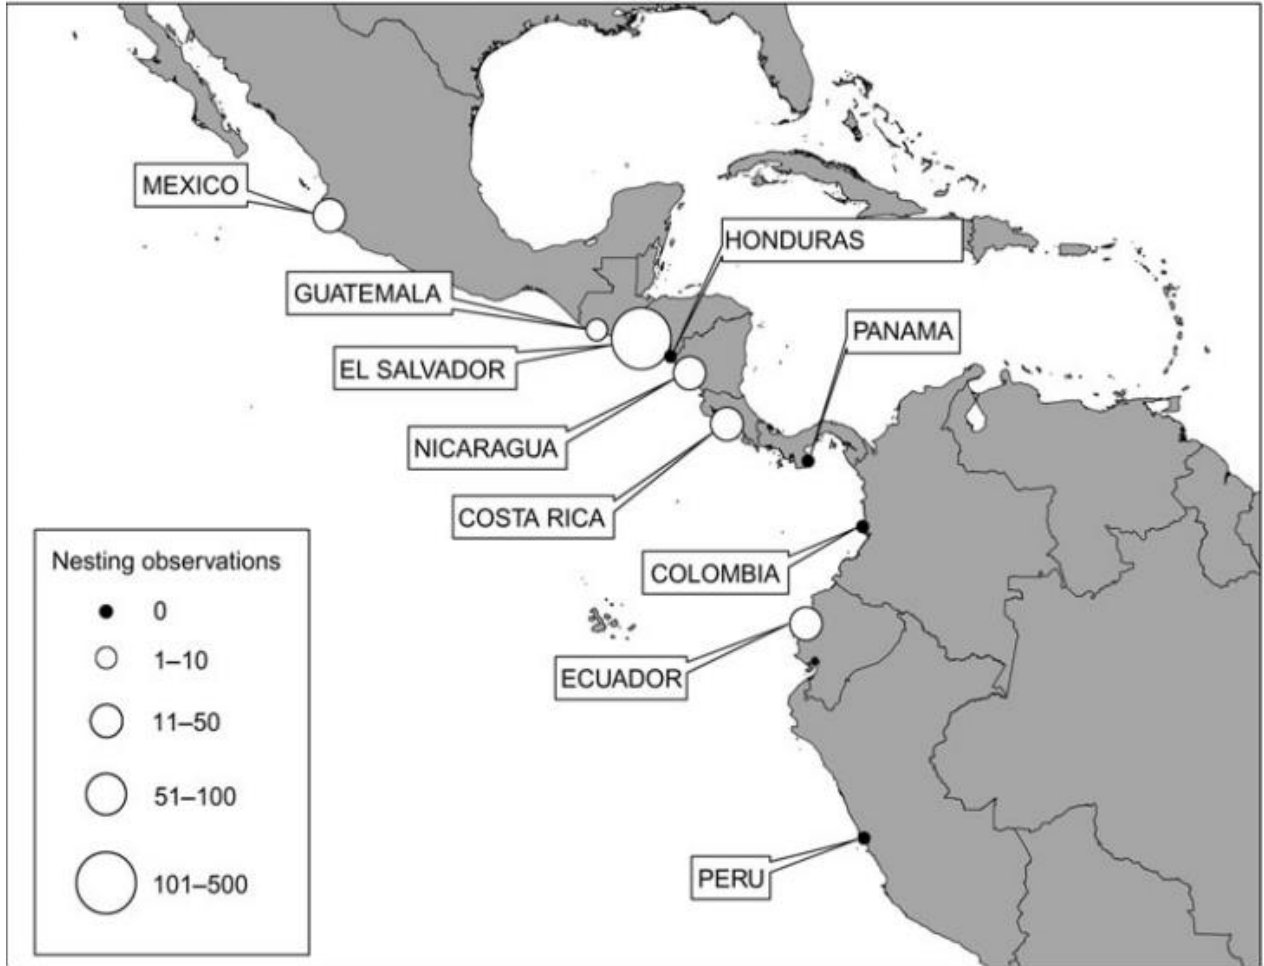 MEXICO
HONDURAS
GUATEMALA
PANAMA
EL SALVADOR
NICARAGUA
COSTA RICA
COLOMBIA
ECUADOR
PERU
Nesting observations
0
1–10
11–50
51–100
101–500